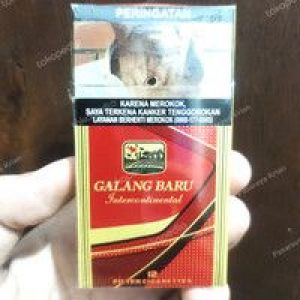 PERINGATAN
KARENA MEROKOK,
SAYA TERKENA KANKER TENGGOROKAN
LAYANAN BERHENTI MEROKOK (0800-177-6565)
GALANG BARU
Intercontinental
12
FILTER CIGARETTES